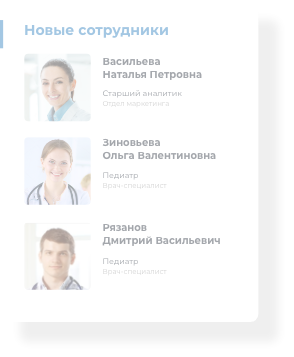 Новые сотрудники
Васильева
Наталья Петровна
Старший аналитик
Отдел маркетинга
Зиновьева
Ольга Валентиновна
Педиатр
Врач-специалист
Рязанов
Дмитрий Васильевич
Педиатр
Врач-специалист